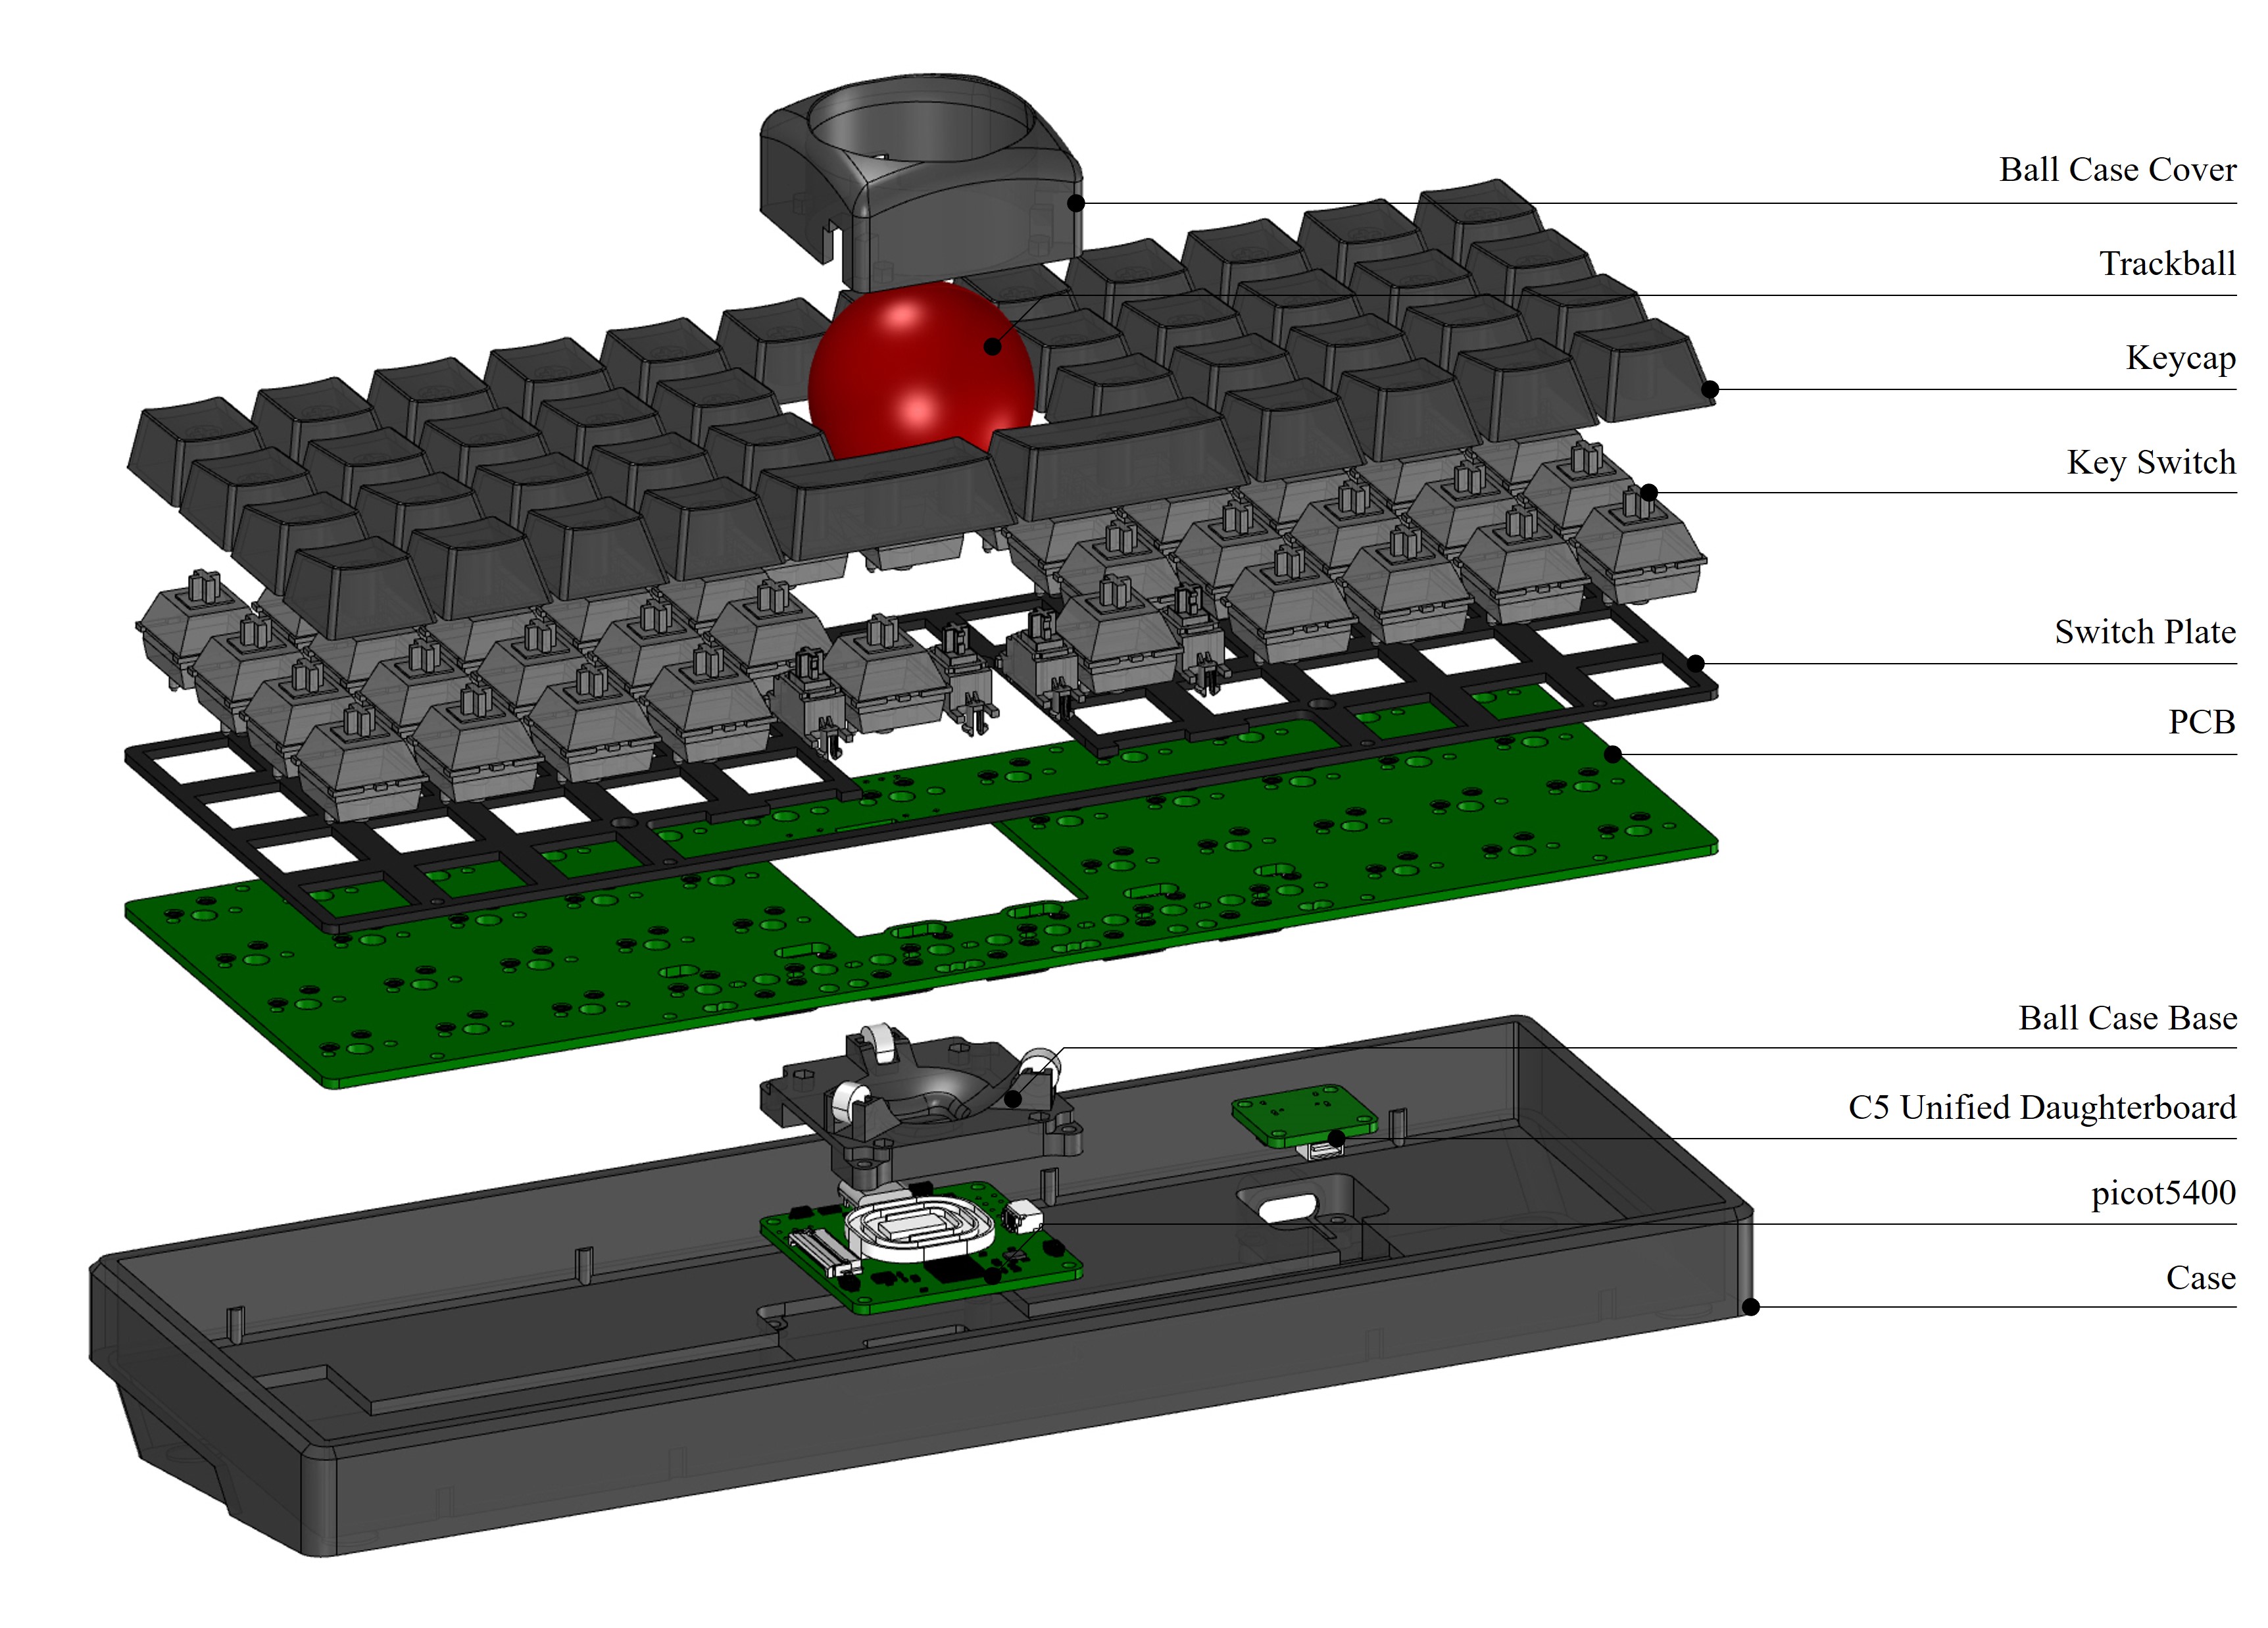 Ball Case Cover
Trackball
Keycap
Key Switch
Switch Plate
PCB
Ball Case Base
C5 Unified Daughterboard
picot5400
Case